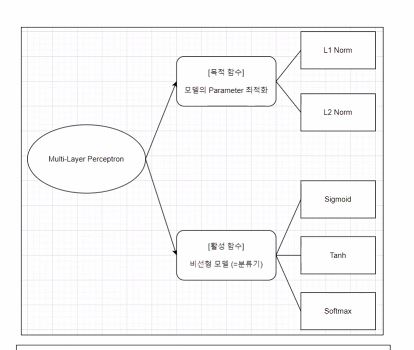 Multi-Layer Perceptron
[목적 함수]
모델의 Parameter 최적화
L1 Norm
L2 Norm
[활성 함수]
비선형 모델 (=분류기)
Sigmoid
Tanh
Softmax